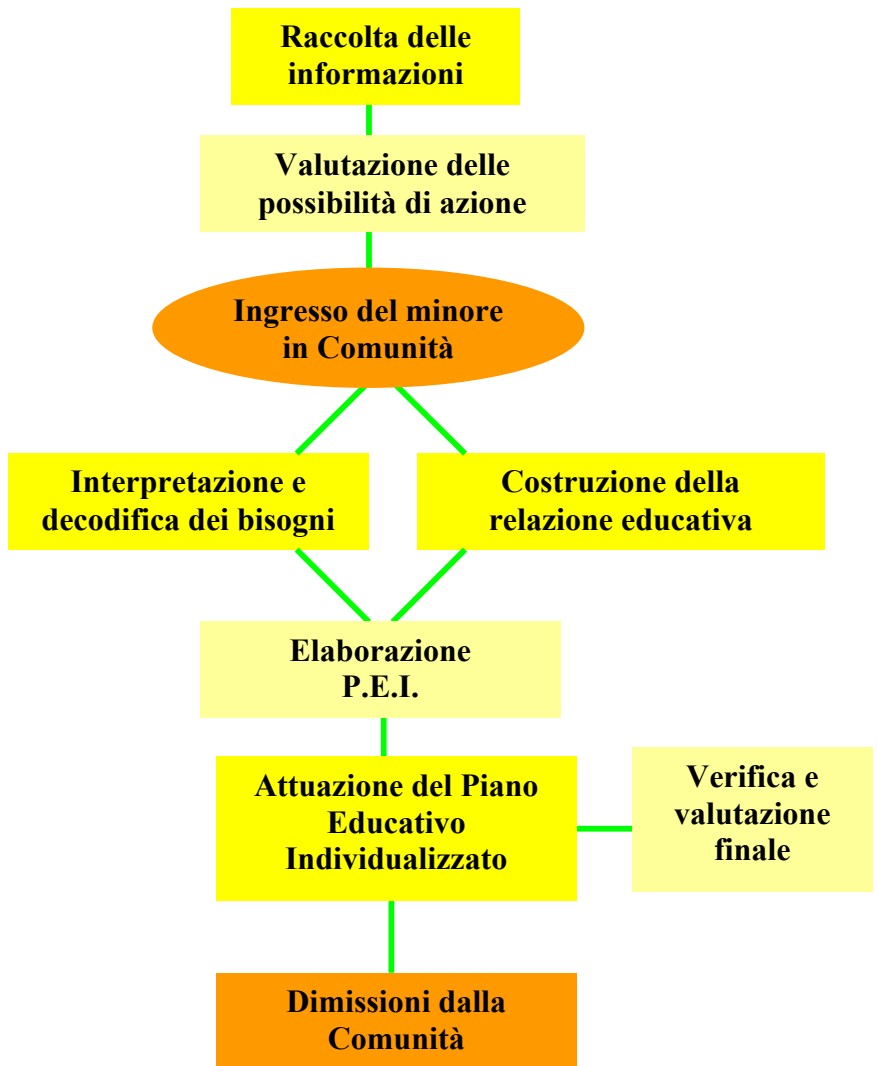 Raccolta delle
informazioni
Valutazione delle
possibilità di azione
Ingresso del minore
in Comunità
Interpretazione e
decodifica dei bisogni
Costruzione della
relazione educativa
Elaborazione
P.E.I.
Attuazione del Piano
Educativo
Individualizzato
Verifica e
valutazione
finale
Dimissioni dalla
Comunità